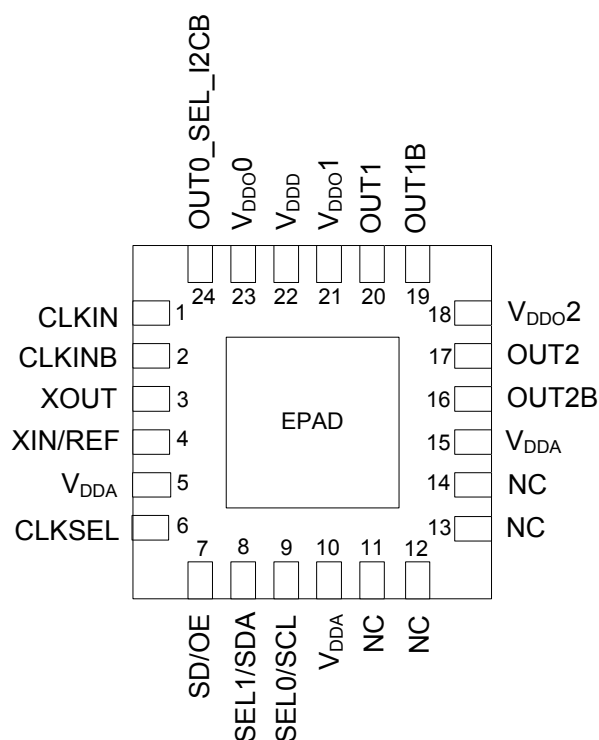 OUT0_SEL_I2CB
VDDO0
VDDD
VDDO1
OUT1
OUT1B
24
23
22
21
20
19
CLKIN
1
CLKINB
2
XOUT
3
XIN/REF
4
VDDA
5
CLKSEL
6
EPAD
18
VDDO2
17
OUT2
16
OUT2B
15
VDDA
14
NC
13
NC
7
8
9
10
11
12
SD/OE
SEL1/SDA
SEL0/SCL
VDDA
NC
NC